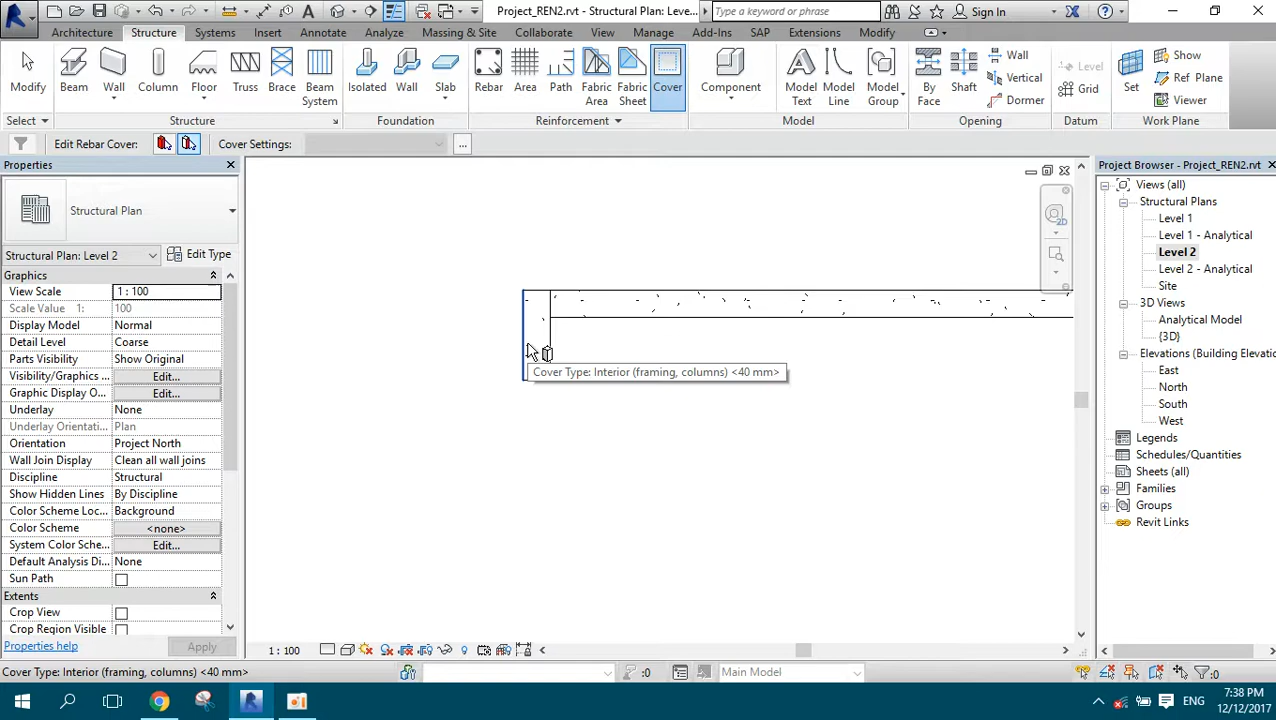 Project_REN2.rvt - Structural Plan: Leve...
Type a keyword or phrase
Sign In
Architecture Structure Systems Insert Annotate Analyze Massing & Site Collaborate View Manage Add-Ins SAP Extensions Modify
Modify
Beam
Wall
Column
Floor
Truss
Brace
Beam
System
Isolated
Wall
Slab
Rebar
Area
Path
Fabric
Area
Fabric
Sheet
Cover
Component
Model
Text
Model
Line
Model
Group
By
Face
Shaft
Wall
Vertical
Dormer
Level
Grid
Set
Show
Ref Plane
Viewer
Select
Structure
Foundation
Reinforcement
Model
Opening
Datum
Work Plane
Edit Rebar Cover:
Cover Settings:
...
Properties
Structural Plan
Structural Plan: Level 2
Edit Type
Graphics
View Scale 1 : 100
Scale Value 1: 100
Display Model Normal
Detail Level Coarse
Parts Visibility Show Original
Visibility/Graphics ... Edit...
Graphic Display O... Edit...
Underlay None
Underlay Orientati... Plan
Orientation Project North
Wall Join Display Clean all wall joins
Discipline Structural
Show Hidden Lines By Discipline
Color Scheme Loc... Background
Color Scheme <none>
System Color Sche... Edit...
Default Analysis Di... None
Sun Path
Extents
Crop View
Crop Region Visible
Properties help
Apply
2D
Cover Type: Interior (framing, columns) <40 mm>
Project Browser - Project_REN2.rvt
Views (all)
Structural Plans
Level 1
Level 1 - Analytical
Level 2
Level 2 - Analytical
Site
3D Views
Analytical Model
{3D}
Elevations (Building Elevatio
East
North
South
West
Legends
Schedules/Quantities
Sheets (all)
Families
Groups
Revit Links
1 : 100
Cover Type: Interior (framing, columns) <40 mm>
:0
Main Model
:0
ENG
7:38 PM
12/12/2017